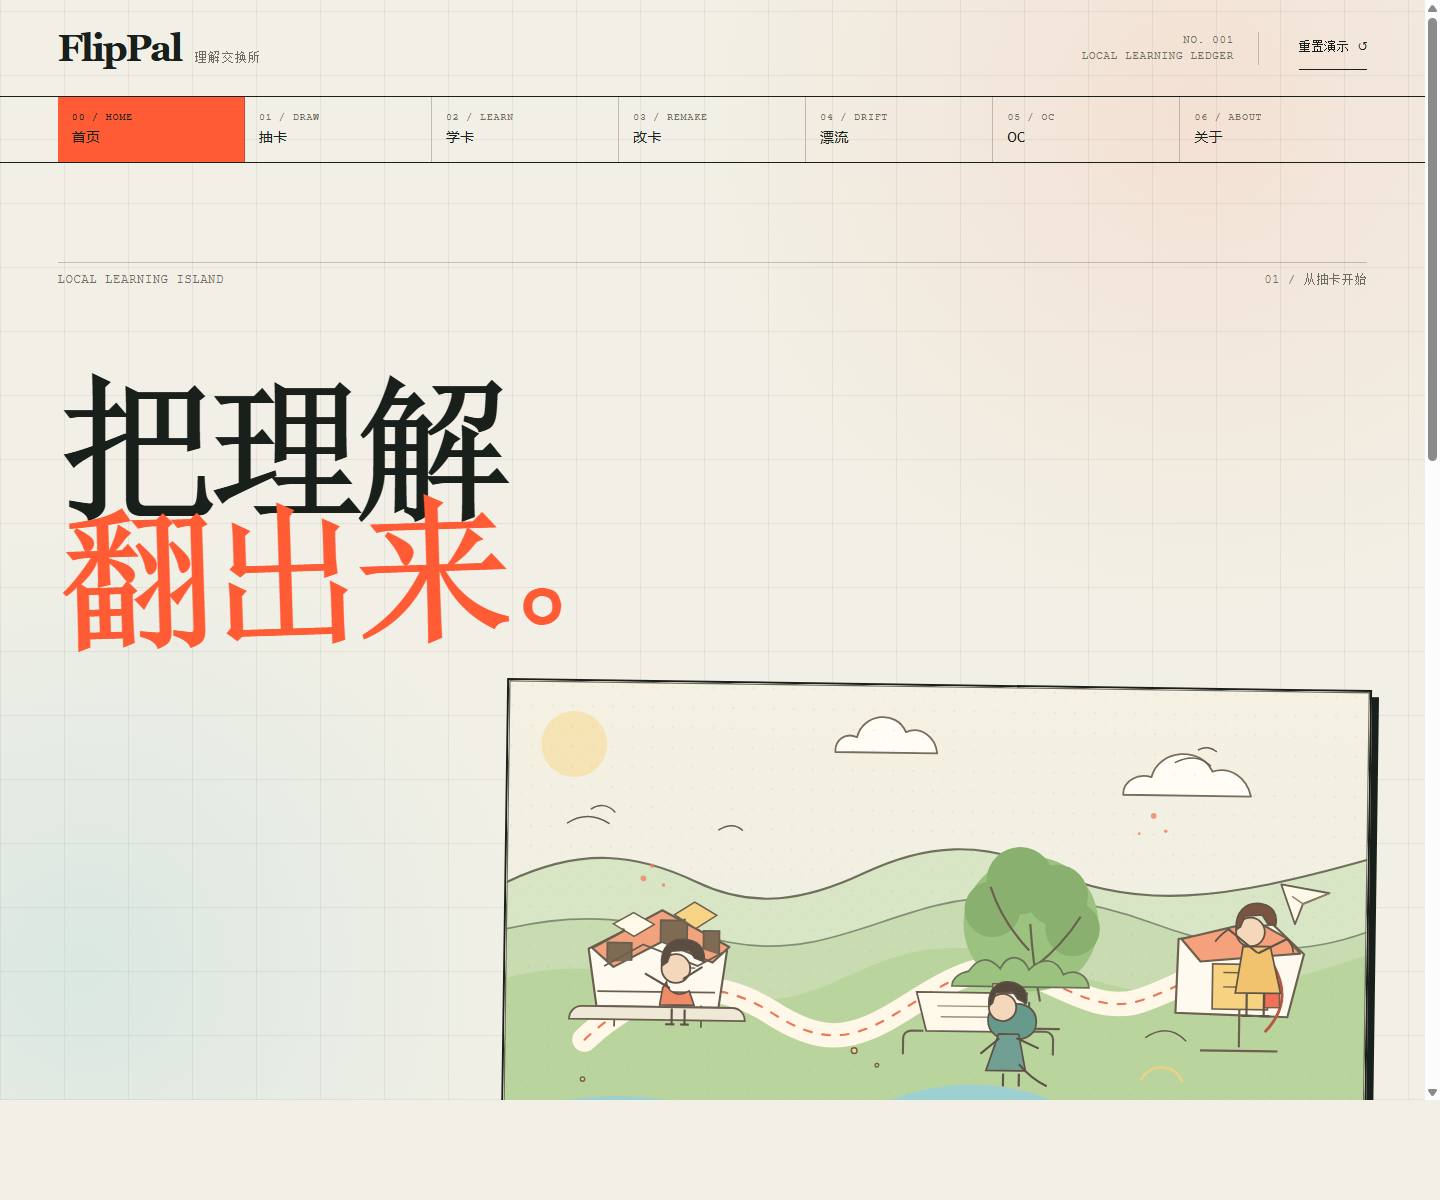 FlipPal 理解交换所
NO. 001
LOCAL LEARNING LEDGER
重置演示 ↺
00 / HOME
首页
01 / DRAW
抽卡
02 / LEARN
学卡
03 / REMAKE
改卡
04 / DRIFT
漂流
05 / OC
OC
06 / ABOUT
关于
LOCAL LEARNING ISLAND
01 / 从抽卡开始
把理解
翻出来。